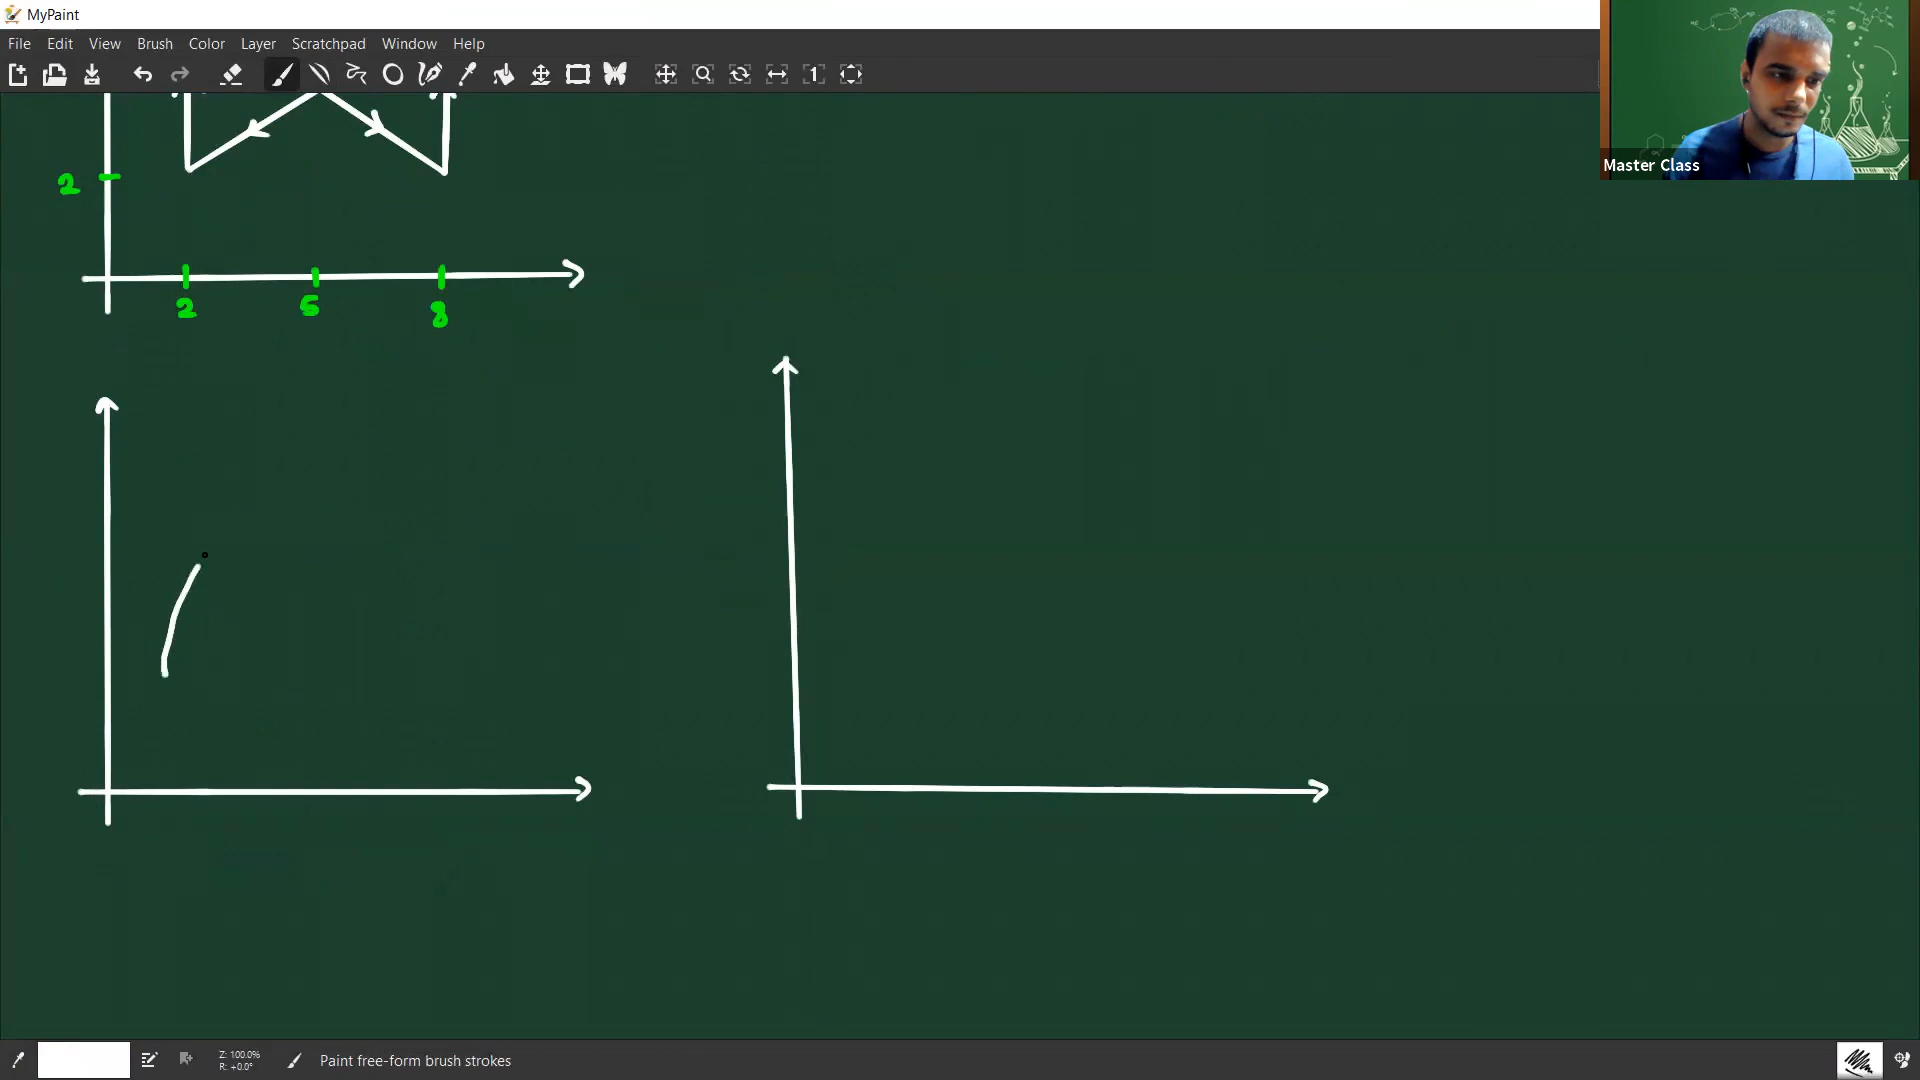 MyPaint
File Edit View Brush Color Layer Scratchpad Window Help
1
Master Class
2
2 5 8
Z: 100.0%
R: +0.0°
Paint free-form brush strokes